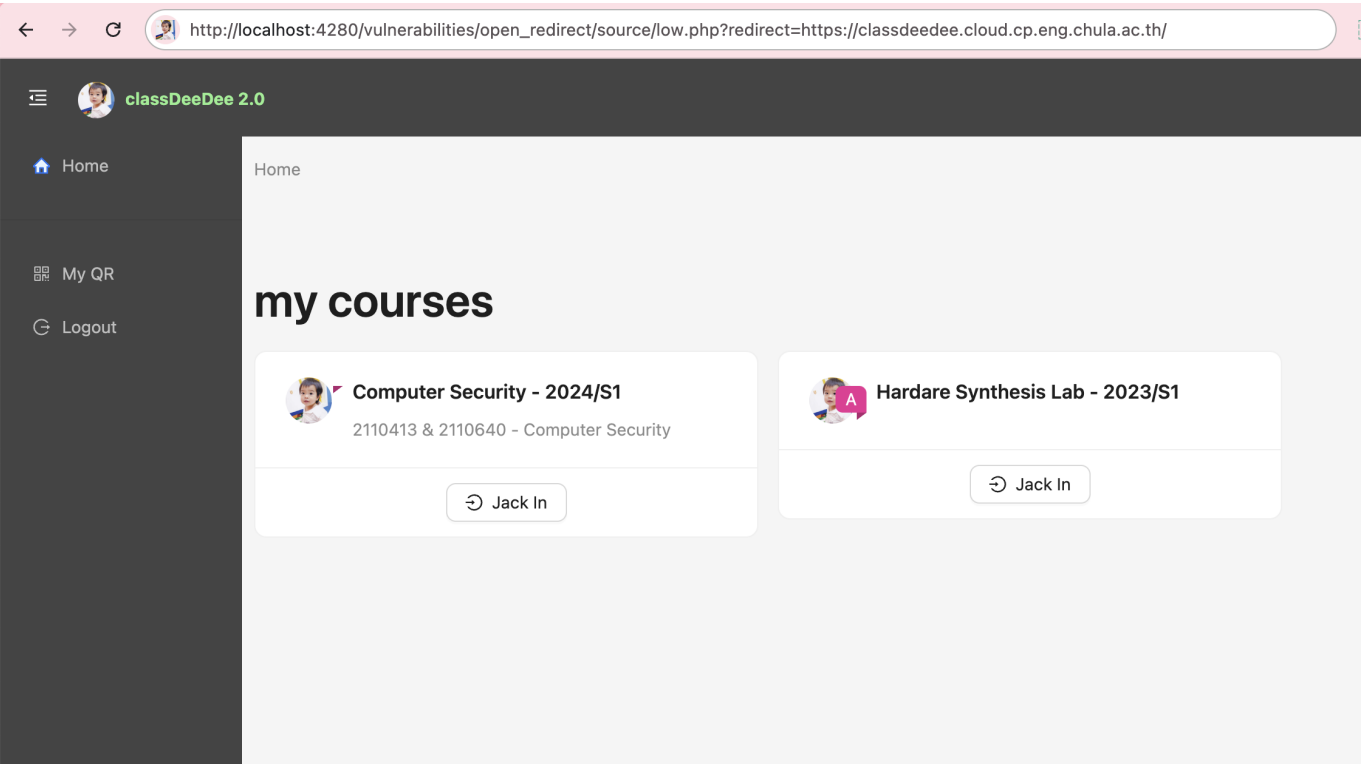 http://localhost:4280/vulnerabilities/open_redirect/source/low.php?redirect=https://classdeedee.cloud.cp.eng.chula.ac.th/
classDeeDee 2.0
Home
My QR
Logout
Home
my courses
Computer Security - 2024/S1
2110413 & 2110640 - Computer Security
Jack In
A
Hardare Synthesis Lab - 2023/S1
Jack In